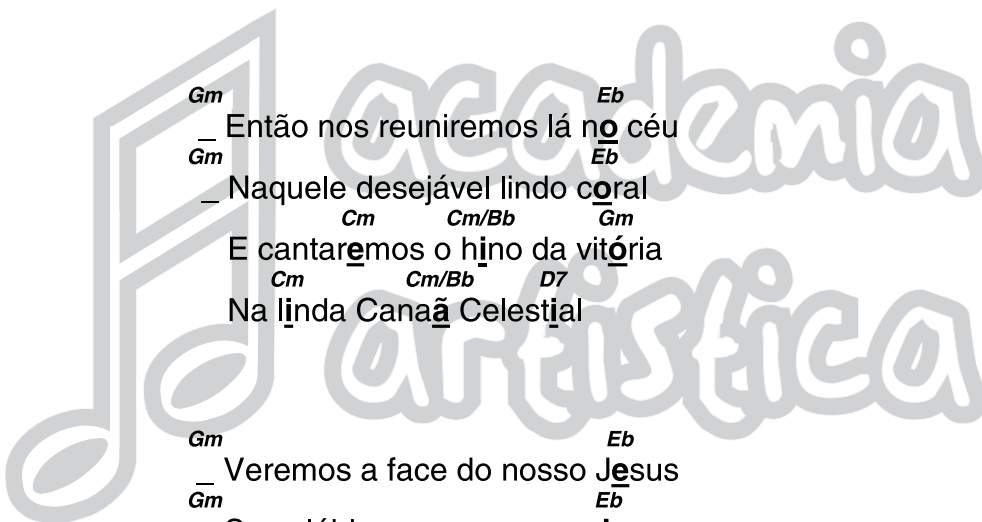 academia
artistica
Gm Eb
_ Então nos reuniremos lá no céu
Gm Eb
_ Naquele desejável lindo coral
Cm Cm/Bb Gm
E cantaremos o hino da vitória
Cm Cm/Bb D7
Na linda Canaã Celestial
Gm Eb
_ Veremos a face do nosso Jesus
Gm Eb